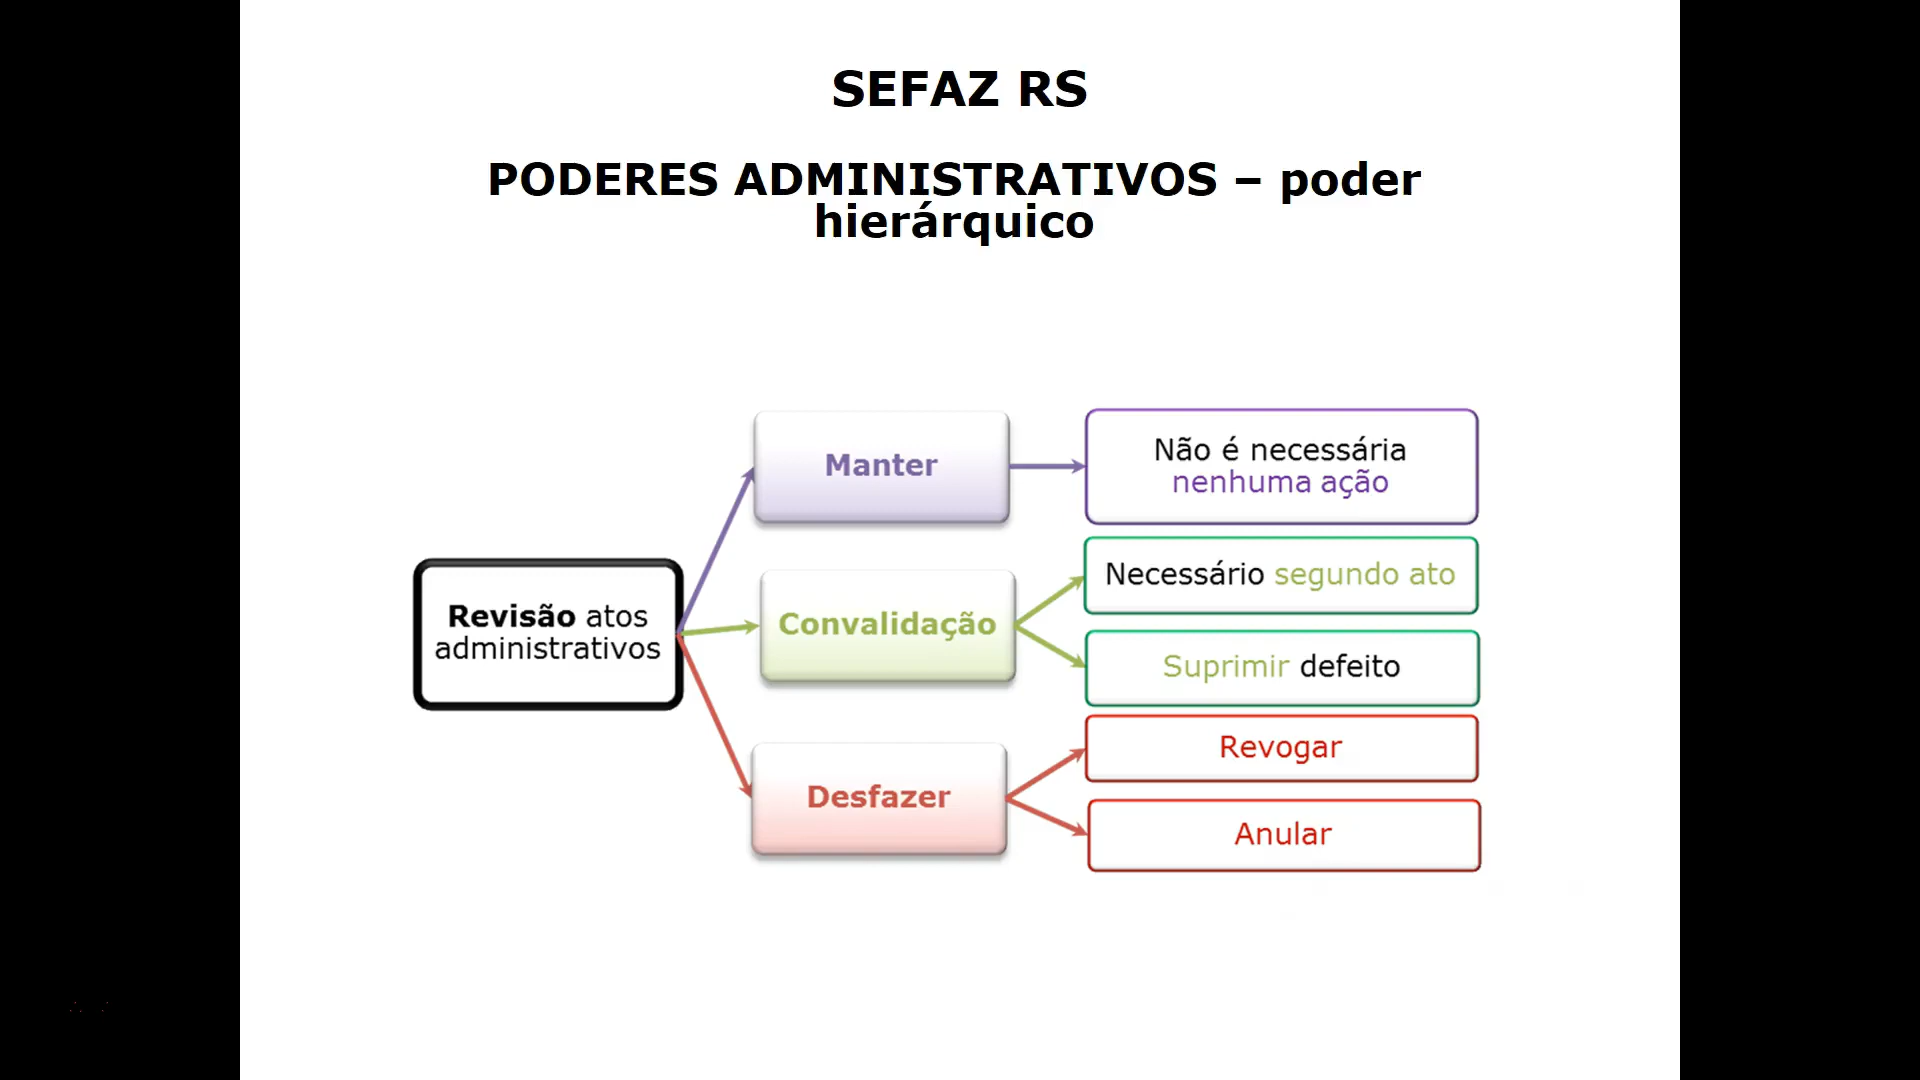 SEFAZ RS
PODERES ADMINISTRATIVOS – poder
hierárquico
Revisão atos
administrativos
Manter
Não é necessária
nenhuma ação
Convalidação
Necessário segundo ato
Suprimir defeito
Desfazer
Revogar
Anular